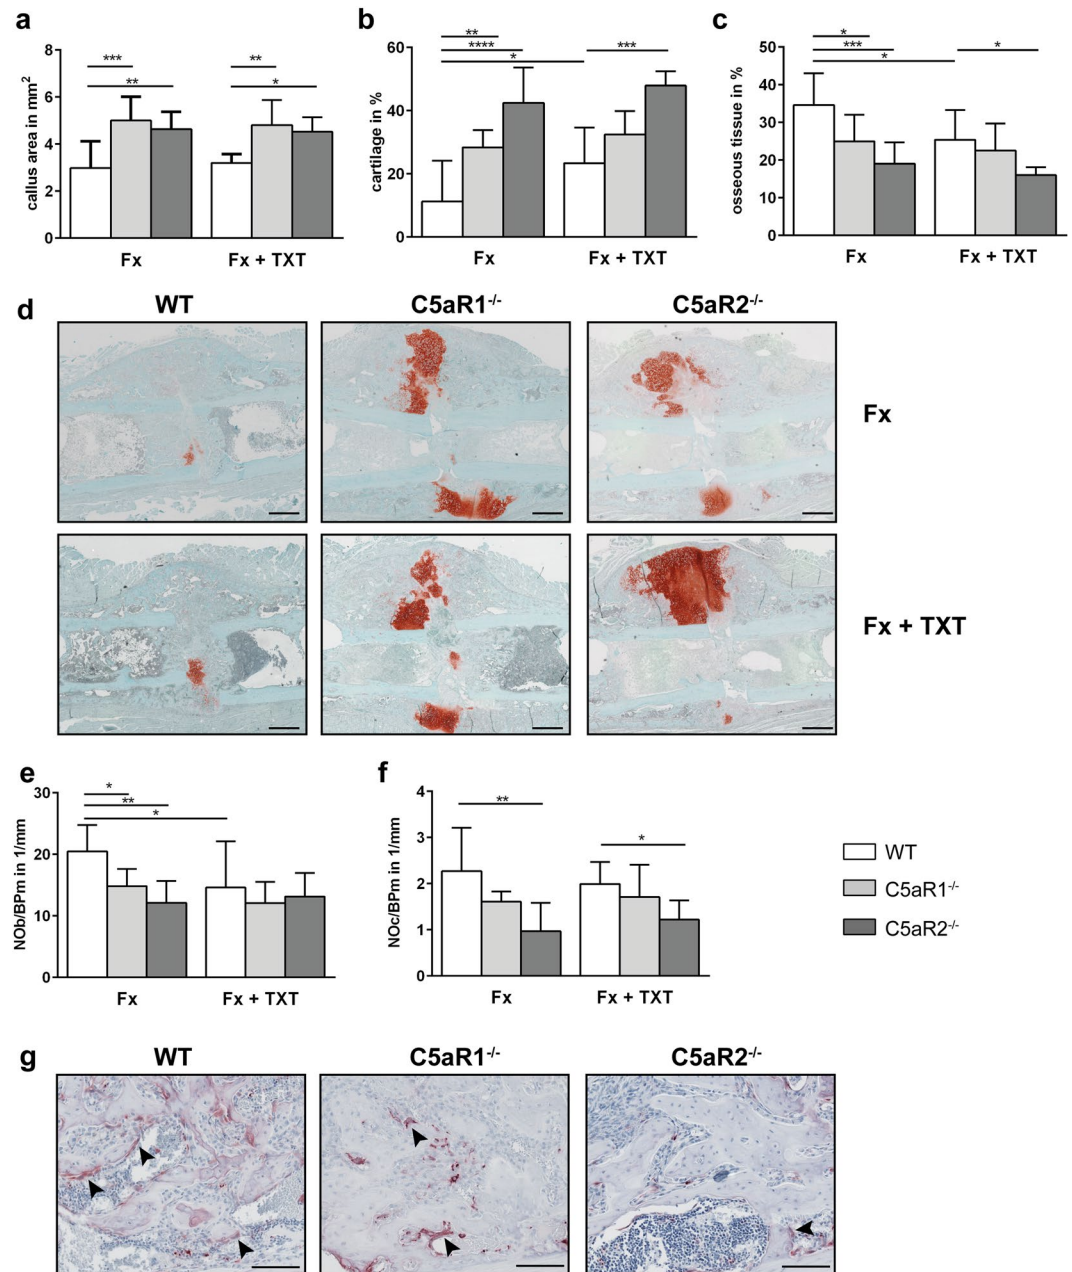 a
callus area in mm2
8
6
4
2
0
***
**
**
*
Fx
Fx + TXT
b
cartilage in %
60
40
20
0
**
****
*
***
Fx
Fx + TXT
c
osseous tissue in %
50
40
30
20
10
0
*
***
*
*
Fx
Fx + TXT
d
WT
C5aR1-/-
C5aR2-/-
Fx
Fx + TXT
e
NOb/BPm in 1/mm
30
20
10
0
*
**
*
Fx
Fx + TXT
f
NOc/BPm in 1/mm
4
3
2
1
0
**
*
Fx
Fx + TXT
WT
C5aR1-/-
C5aR2-/-
g
WT
C5aR1-/-
C5aR2-/-